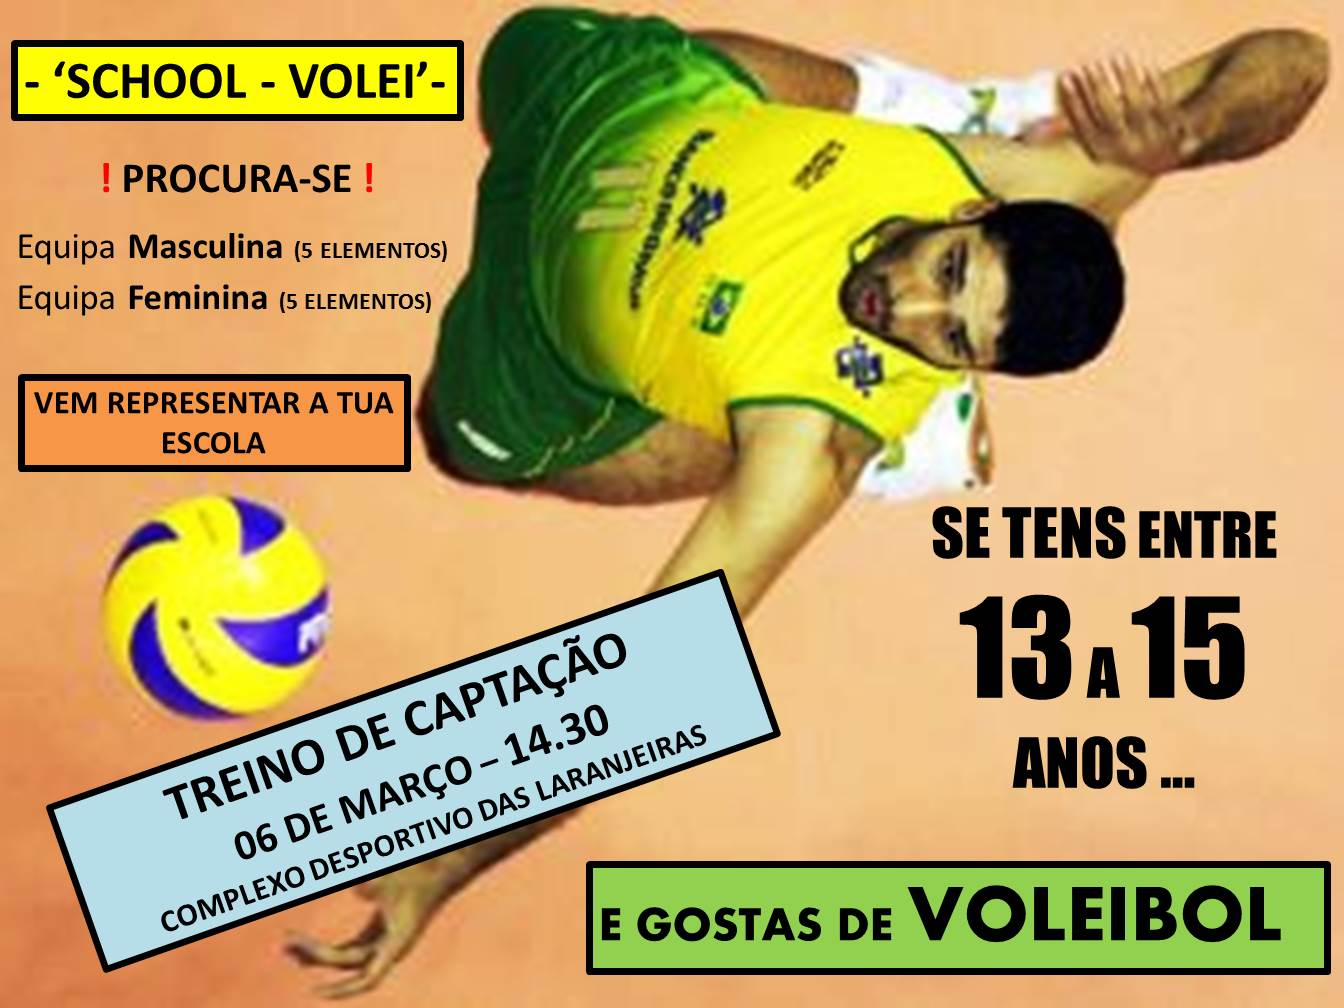 - ‘SCHOOL - VOLEI’-
! PROCURA-SE !
Equipa Masculina (5 ELEMENTOS)
Equipa Feminina (5 ELEMENTOS)
VEM REPRESENTAR A TUA
ESCOLA
SE TENS ENTRE
13 A 15
ANOS ...
TREINO DE CAPTAÇÃO
06 DE MARÇO – 14.30
COMPLEXO DESPORTIVO DAS LARANJEIRAS
E GOSTAS DE VOLEIBOL